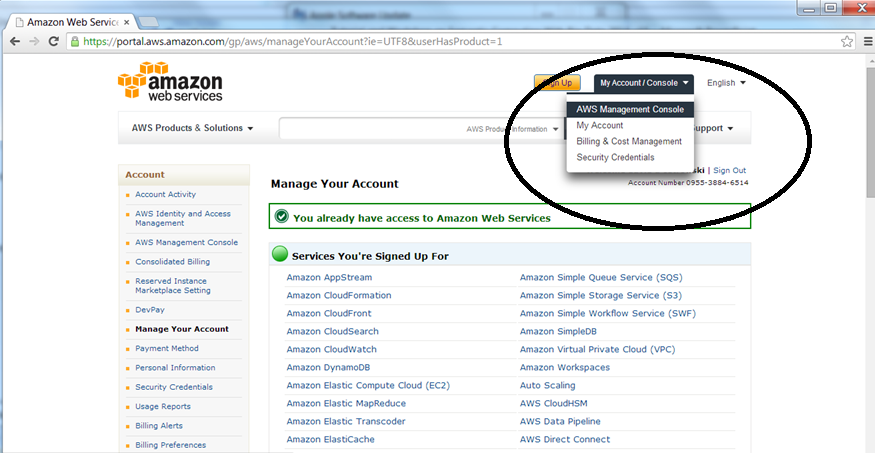 Amazon Web Servic
Apple Software Update
https://portal.aws.amazon.com/gp/aws/manageYourAccount?ie=UTF8&userHasProduct=1
amazon
web services
Sign Up
My Account / Console
English
AWS Management Console
My Account
Billing & Cost Management
Security Credentials
AWS Products & Solutions
AWS Product Information
Support
ski | Sign Out
Account Number 0955-3884-6514
Account
Account Activity
AWS Identity and Access
Management
AWS Management Console
Consolidated Billing
Reserved Instance
Marketplace Setting
DevPay
Manage Your Account
Payment Method
Personal Information
Security Credentials
Usage Reports
Billing Alerts
Billing Preferences
Manage Your Account
You already have access to Amazon Web Services
Services You're Signed Up For
Amazon AppStream
Amazon CloudFormation
Amazon CloudFront
Amazon CloudSearch
Amazon CloudWatch
Amazon DynamoDB
Amazon Elastic Compute Cloud (EC2)
Amazon Elastic MapReduce
Amazon Elastic Transcoder
Amazon ElastiCache
Amazon Simple Queue Service (SQS)
Amazon Simple Storage Service (S3)
Amazon Simple Workflow Service (SWF)
Amazon SimpleDB
Amazon Virtual Private Cloud (VPC)
Amazon Workspaces
Auto Scaling
AWS CloudHSM
AWS Data Pipeline
AWS Direct Connect